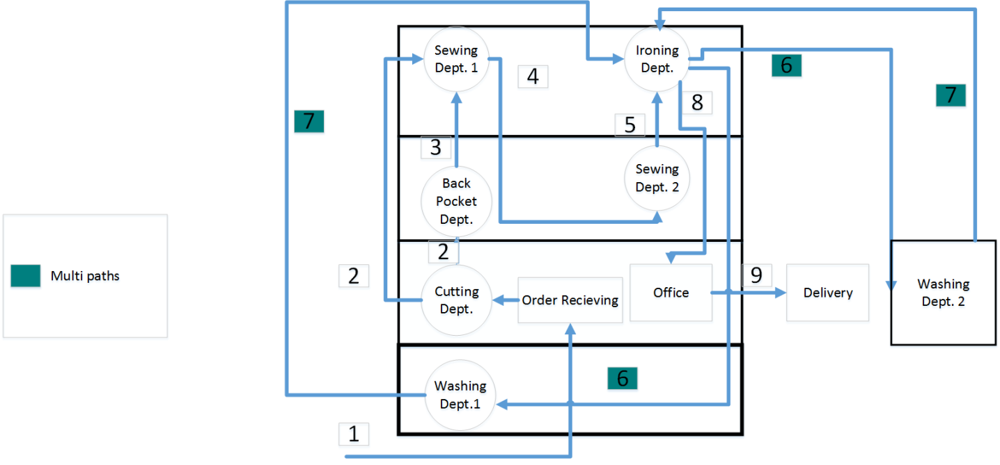 Sewing
Dept. 1
Ironing
Dept.
4
6
7
8
7
5
3
Sewing
Dept. 2
Back
Pocket
Dept.
2
2
9
Multi paths
Cutting
Dept.
Order Recieving
Office
Delivery
Washing
Dept. 2
6
Washing
Dept.1
1